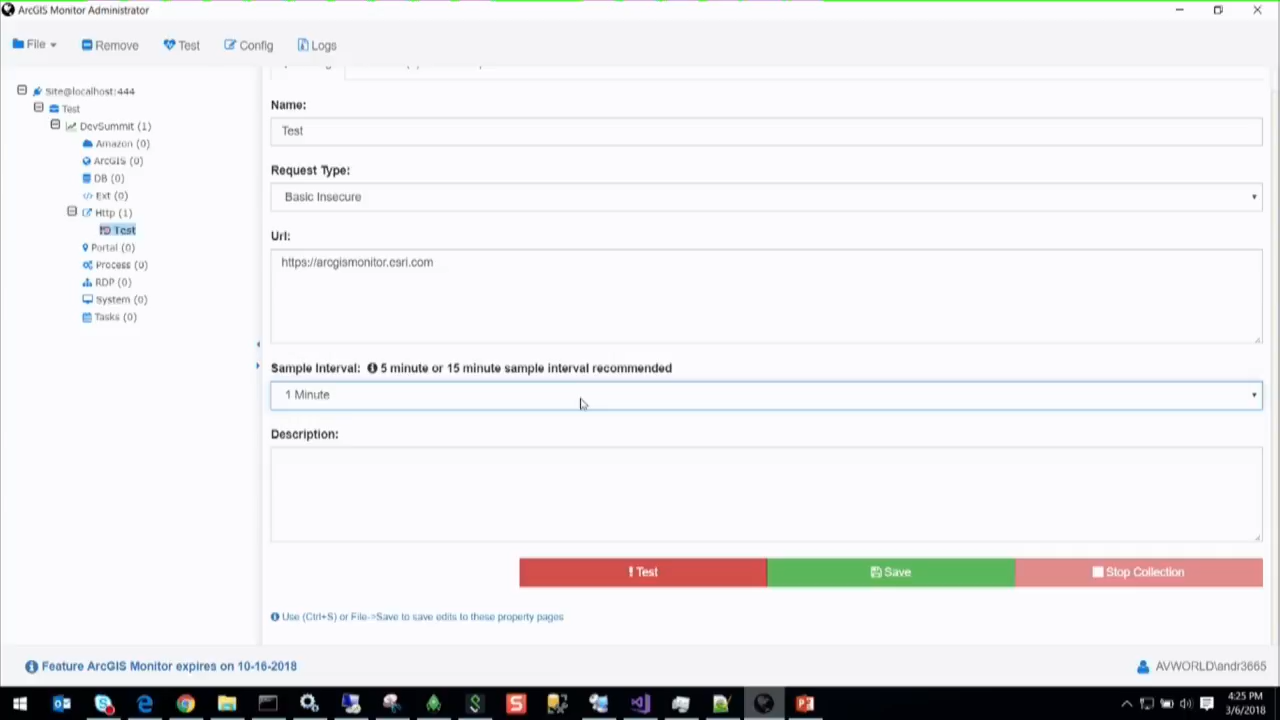 ArcGIS Monitor Administrator
File Remove Test Config Logs
Site@localhost:444
Test
DevSummit (1)
Amazon (0)
ArcGIS (0)
DB (0)
Ext (0)
Http (1)
Test
Portal (0)
Process (0)
RDP (0)
System (0)
Tasks (0)
Name:
Test
Request Type:
Basic Insecure
Url:
https://arcgismonitor.esri.com
Sample Interval: 5 minute or 15 minute sample interval recommended
1 Minute
Description:
Test Save Stop Collection
Use (Ctrl+S) or File->Save to save edits to these property pages
Feature ArcGIS Monitor expires on 10-16-2018
AVWORLD\andr3665
4:25 PM
3/6/2018